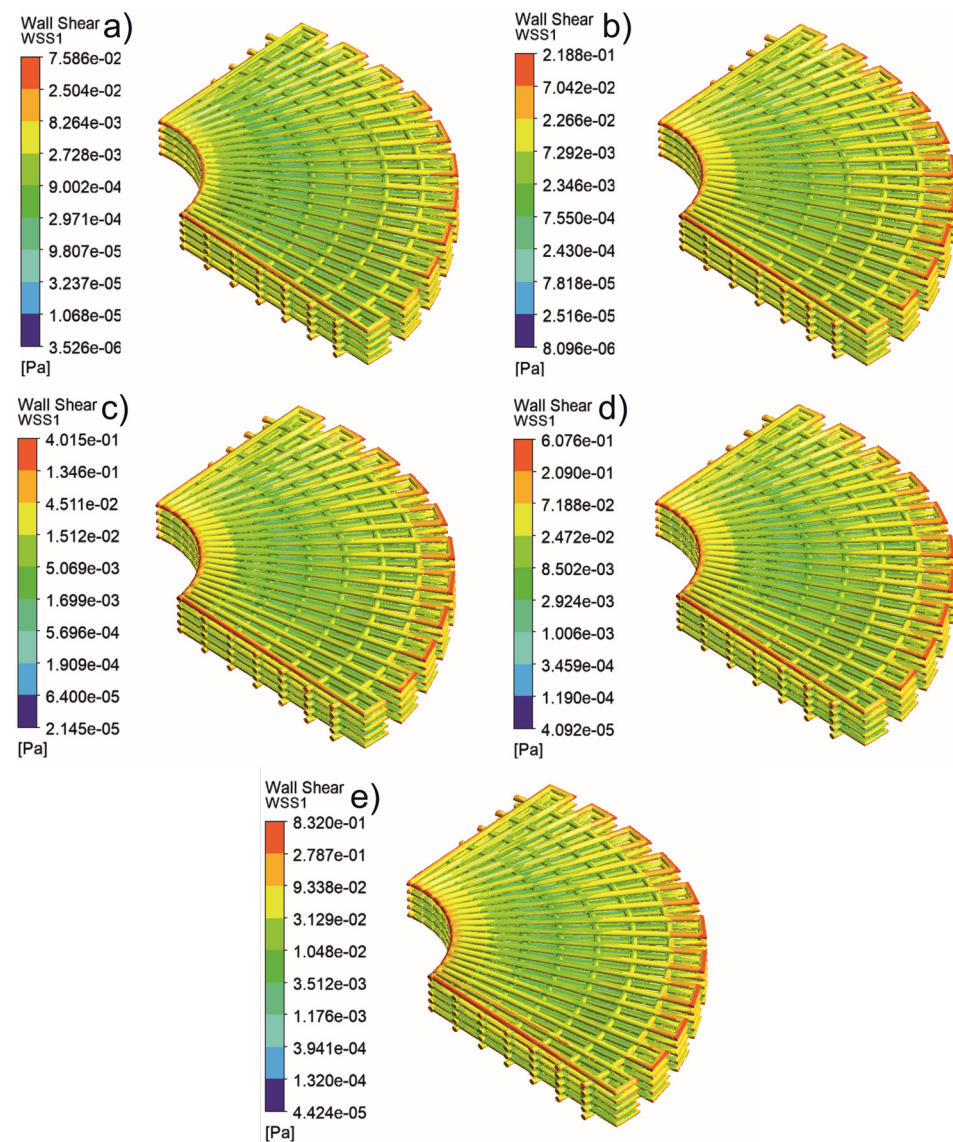 Wall Shear
WSS1
a)
7.586e-02
2.504e-02
8.264e-03
2.728e-03
9.002e-04
2.971e-04
9.807e-05
3.237e-05
1.068e-05
3.526e-06
[Pa]
Wall Shear
WSS1
b)
2.188e-01
7.042e-02
2.266e-02
7.292e-03
2.346e-03
7.550e-04
2.430e-04
7.818e-05
2.516e-05
8.096e-06
[Pa]
Wall Shear
WSS1
c)
4.015e-01
1.346e-01
4.511e-02
1.512e-02
5.069e-03
1.699e-03
5.696e-04
1.909e-04
6.400e-05
2.145e-05
[Pa]
Wall Shear
WSS1
d)
6.076e-01
2.090e-01
7.188e-02
2.472e-02
8.502e-03
2.924e-03
1.006e-03
3.459e-04
1.190e-04
4.092e-05
[Pa]
Wall Shear
WSS1
e)
8.320e-01
2.787e-01
9.338e-02
3.129e-02
1.048e-02
3.512e-03
1.176e-03
3.941e-04
1.320e-04
4.424e-05
[Pa]